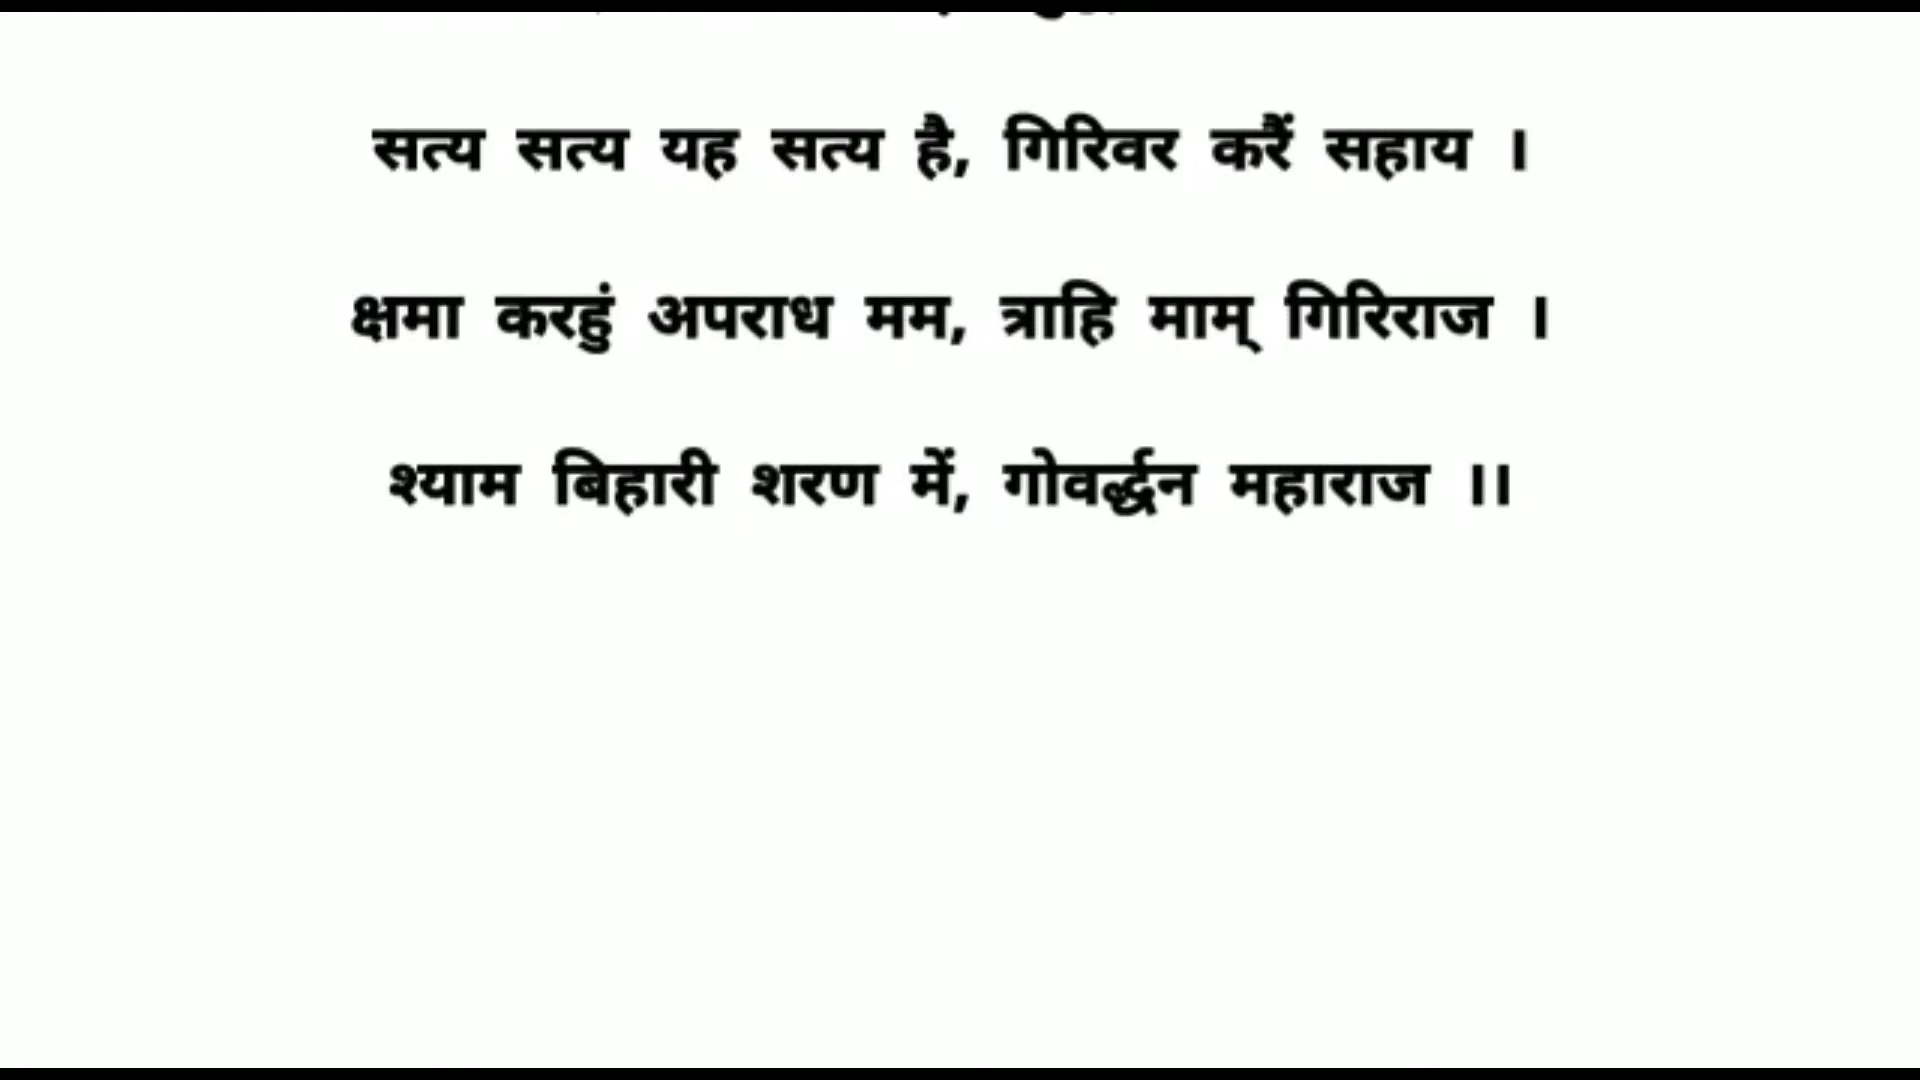 सत्य सत्य यह सत्य है, गिरिवर करैं सहाय ।
क्षमा करहुं अपराध मम, त्राहि माम् गिरिराज ।
श्याम बिहारी शरण में, गोवर्द्धन महाराज ।।